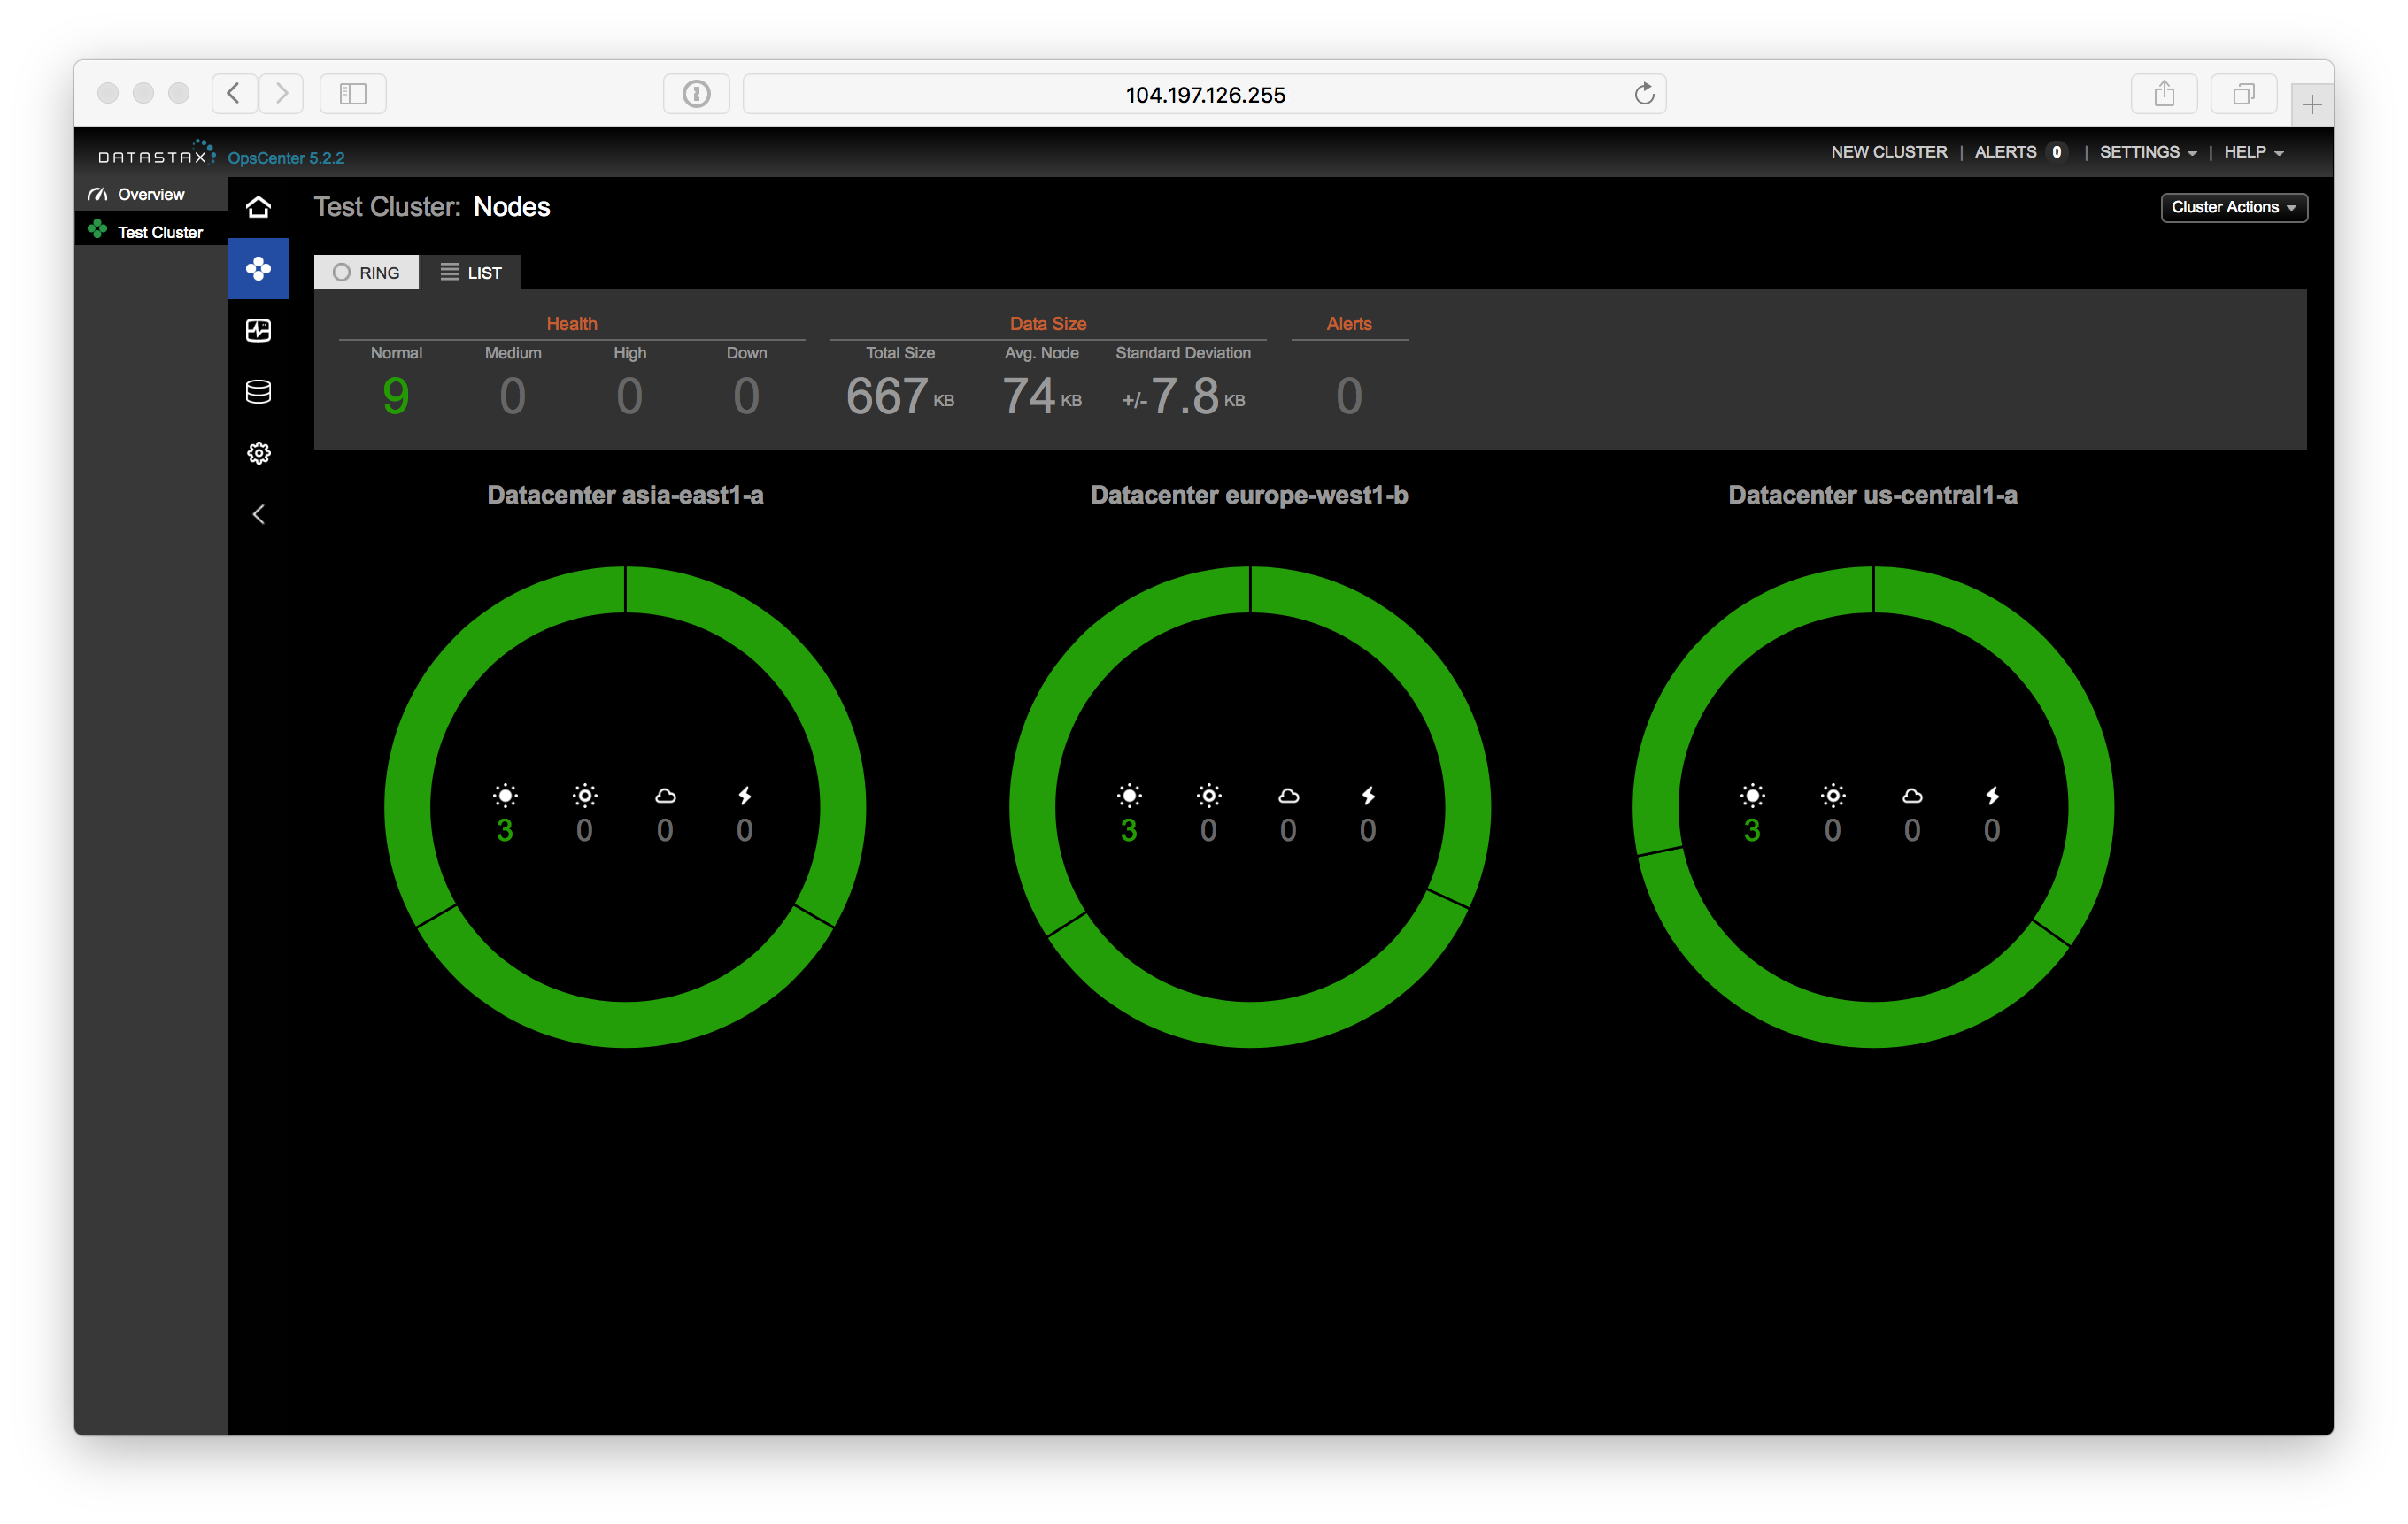 104.197.126.255
DATASTAX OpsCenter 5.2.2
NEW CLUSTER | ALERTS 0 | SETTINGS | HELP
Overview
Test Cluster
Test Cluster: Nodes
Cluster Actions
RING LIST
Health Data Size Alerts
Normal Medium High Down Total Size Avg. Node Standard Deviation
9 0 0 0 667 KB 74 KB +/- 7.8 KB 0
Datacenter asia-east1-a Datacenter europe-west1-b Datacenter us-central1-a
3 0 0 0 3 0 0 0 3 0 0 0